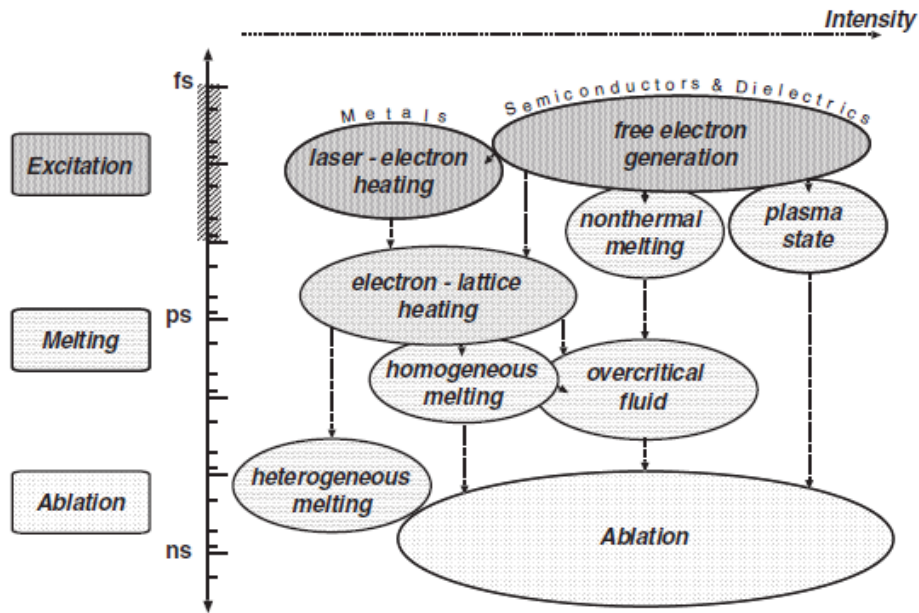 Intensity
fs
Semiconductors & Dielectrics
Metals
free electron
generation
laser - electron
heating
Excitation
nonthermal
melting
plasma
state
electron - lattice
heating
ps
Melting
homogeneous
melting
overcritical
fluid
heterogeneous
melting
Ablation
Ablation
ns